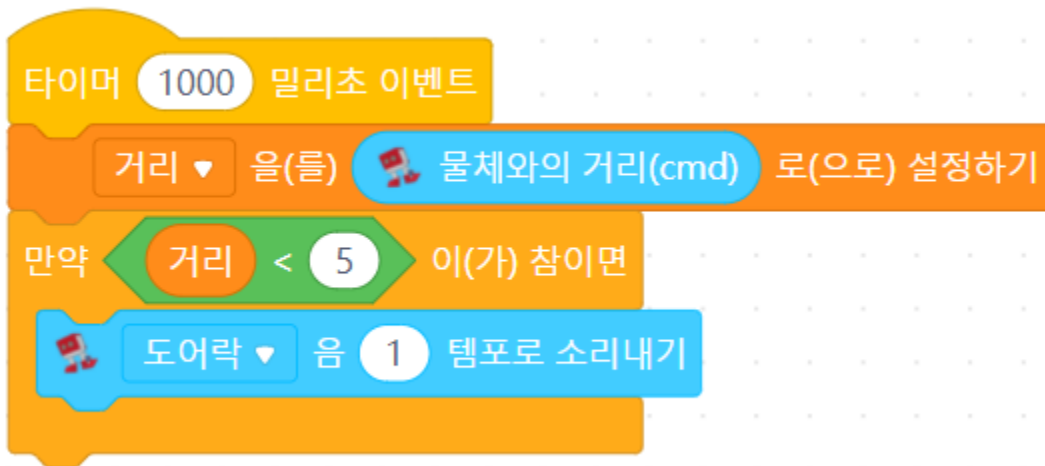 타이머 1000 밀리초 이벤트
거리 을(를) 물체와의 거리(cmd) 로(으로) 설정하기
만약 거리 < 5 이(가) 참이면
도어락 음 1 템포로 소리내기